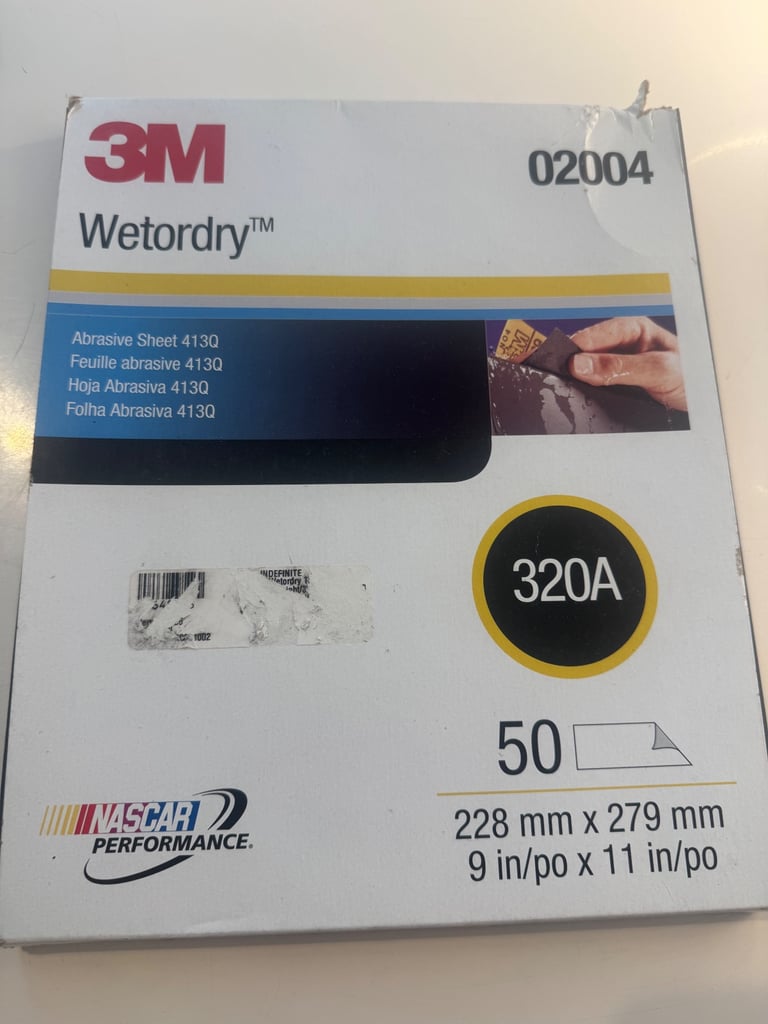 3M
02004
Wetordry™
Abrasive Sheet 413Q
Feuille abrasive 413Q
Hoja Abrasiva 413Q
Folha Abrasiva 413Q
320A
INDEFINITE
1002
50
228 mm x 279 mm
9 in/po x 11 in/po
NASCAR
PERFORMANCE®